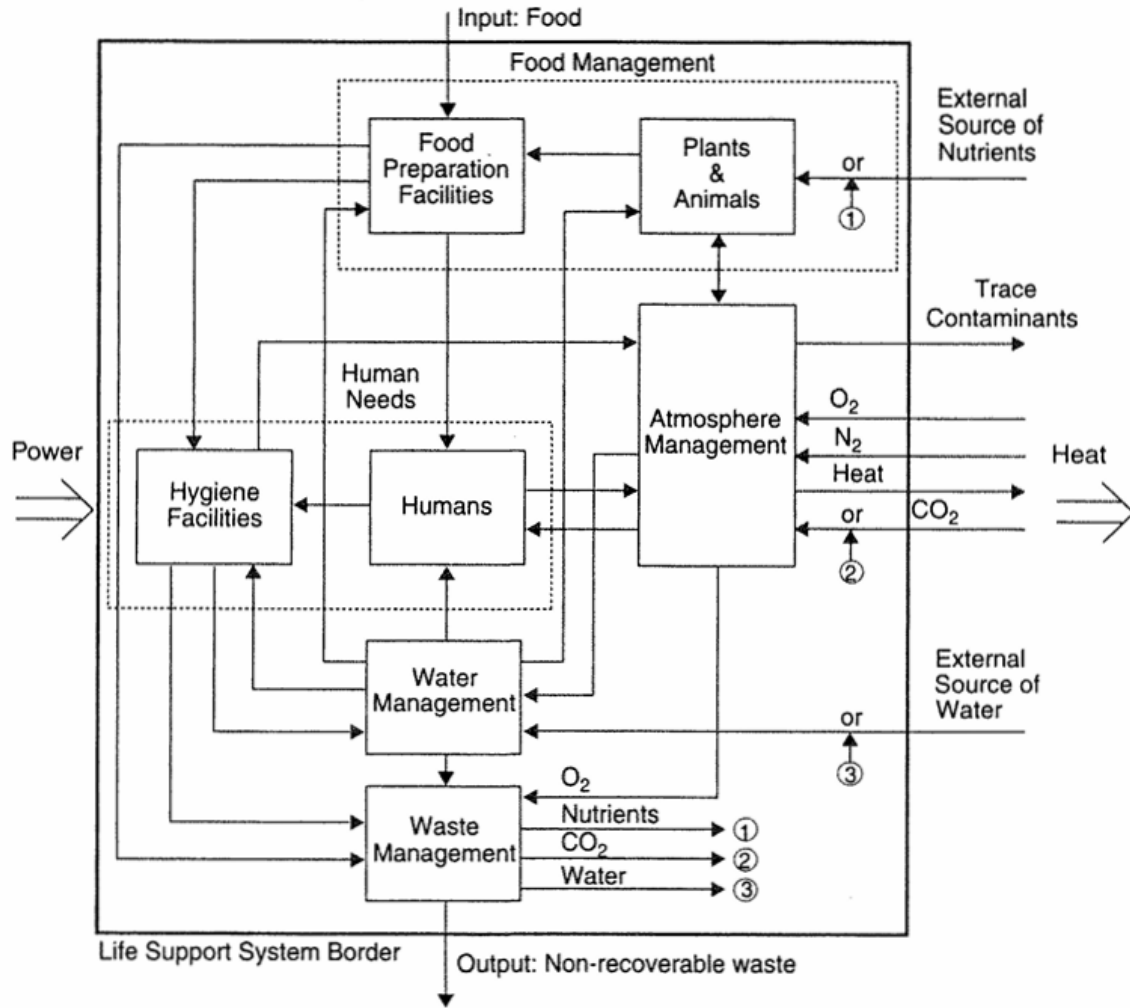 Input: Food
Food Management
Food
Preparation
Facilities
Plants
&
Animals
External
Source of
Nutrients
or
①
Trace
Contaminants
Human
Needs
Atmosphere
Management
O₂
N₂
Heat
or
CO₂
②
Power
Heat
Hygiene
Facilities
Humans
Water
Management
External
Source of
Water
or
③
Waste
Management
O₂
Nutrients
①
CO₂
②
Water
③
Life Support System Border
Output: Non-recoverable waste